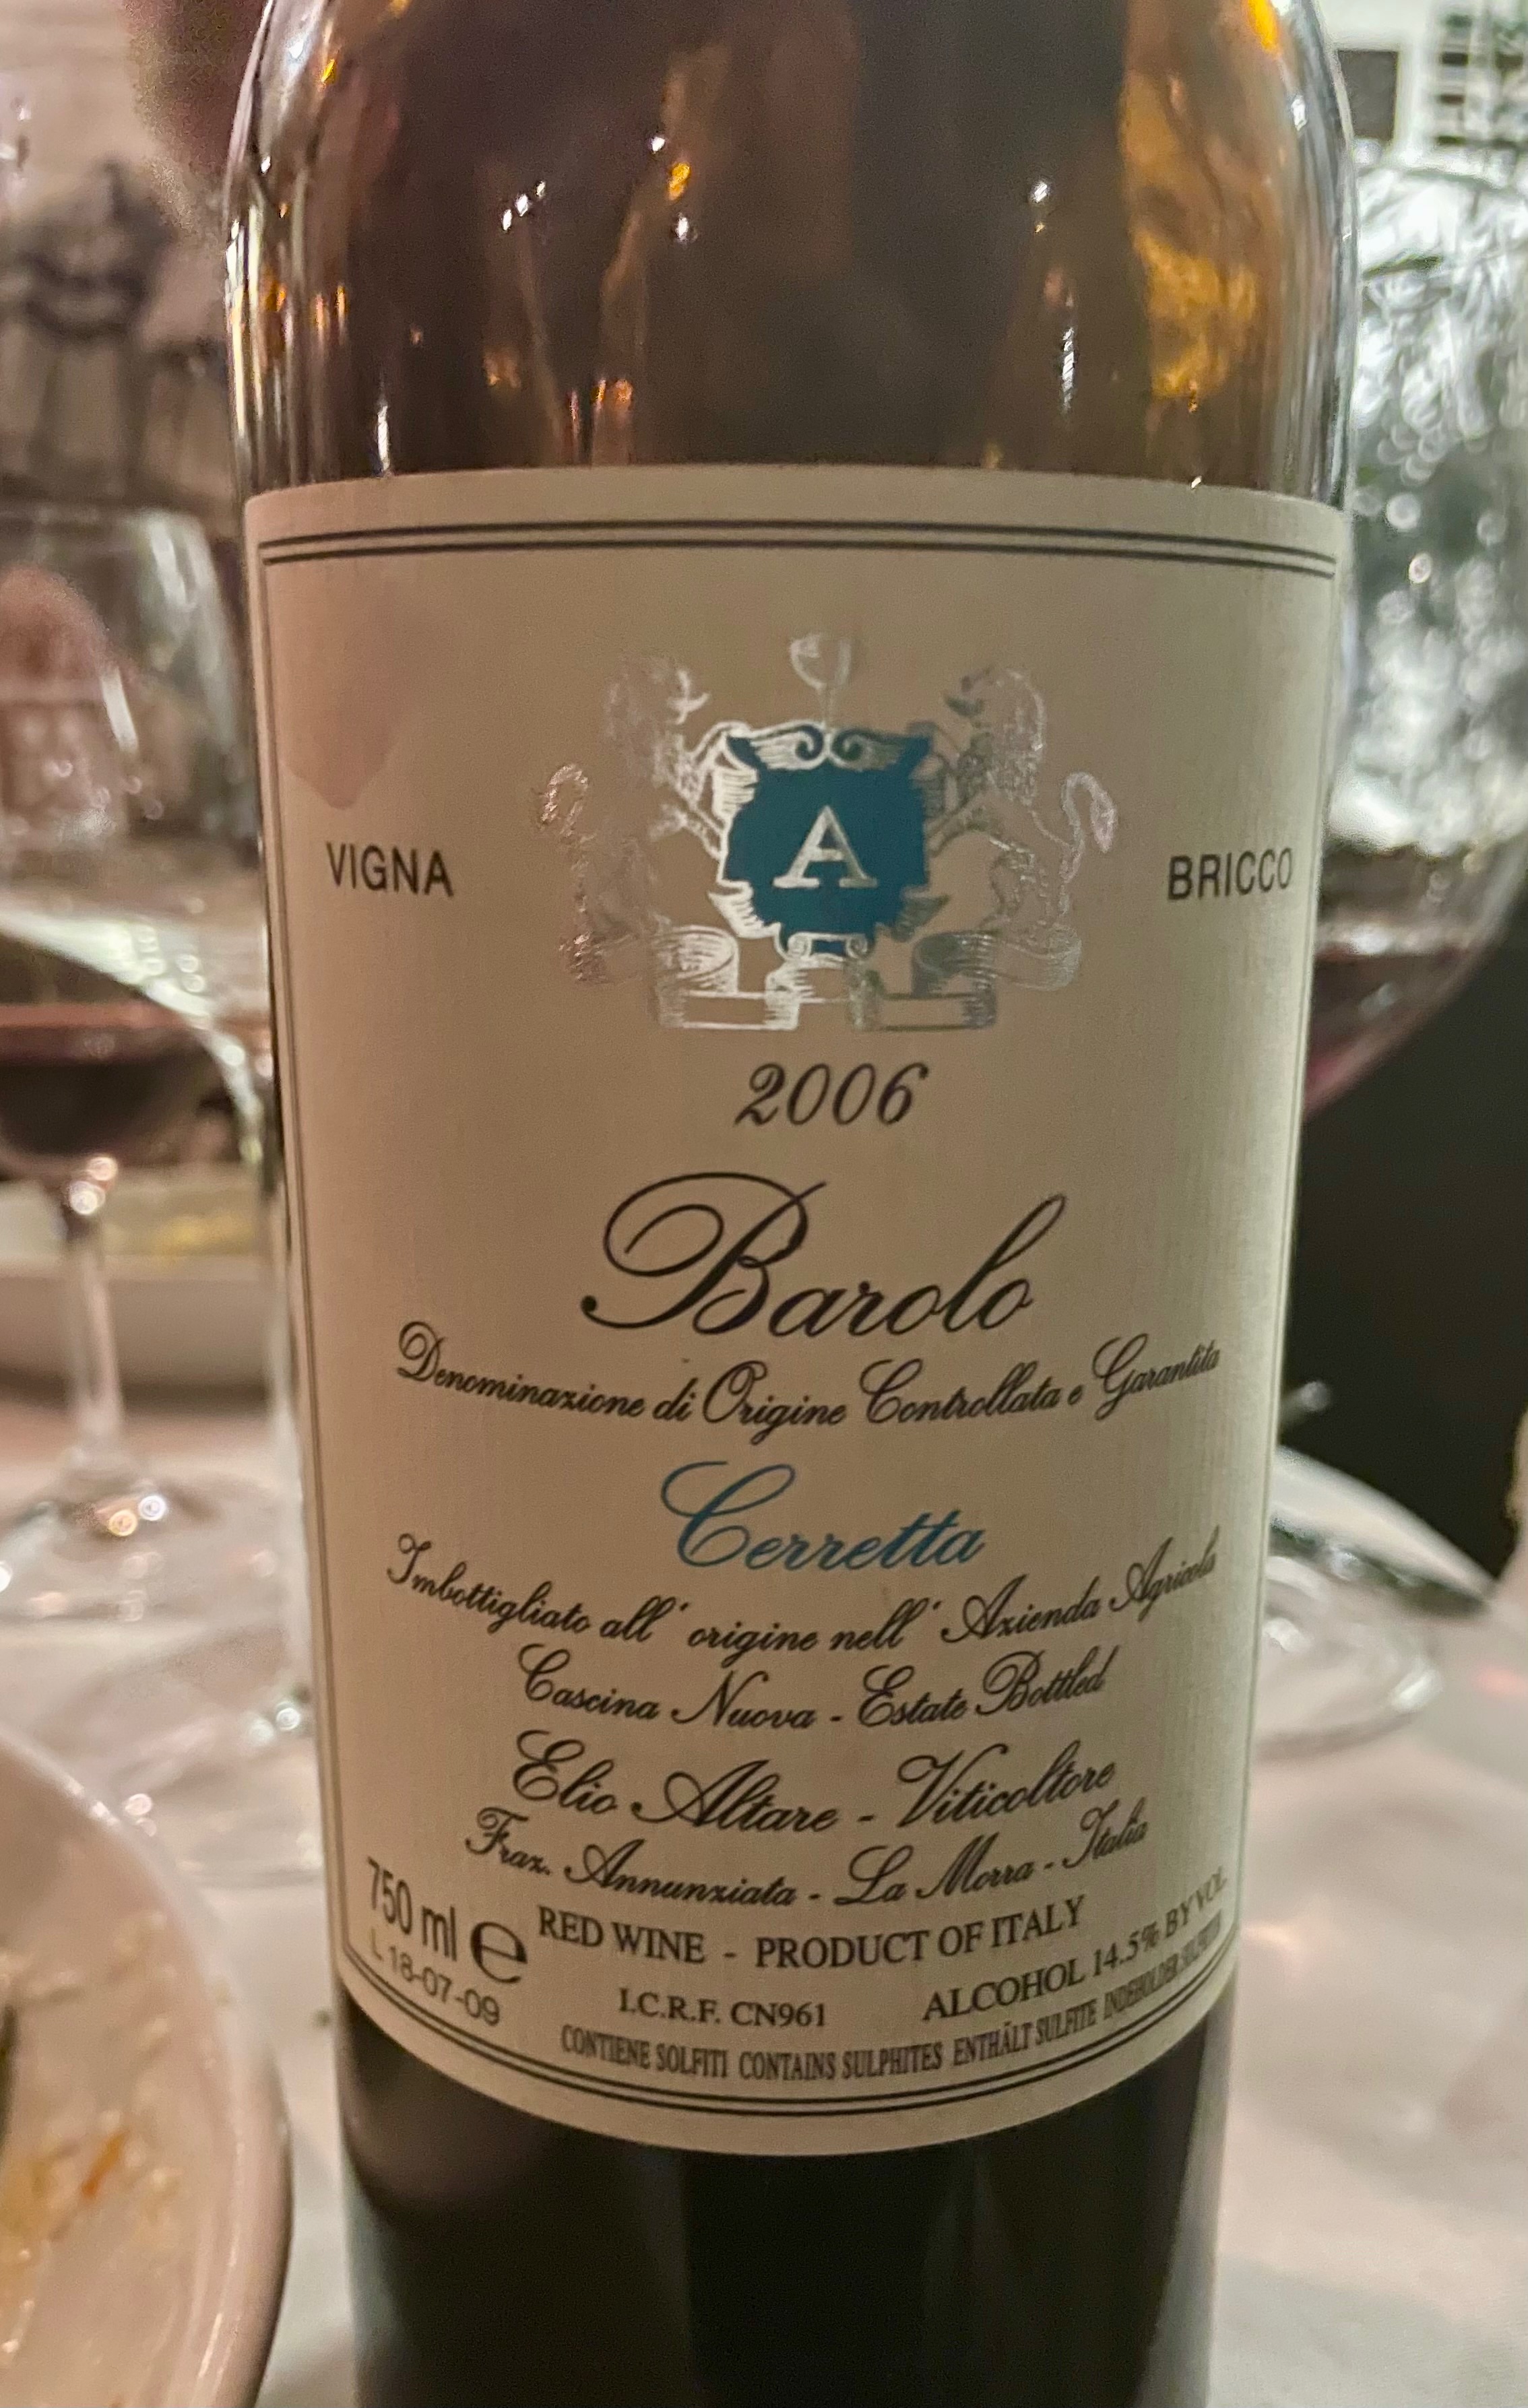 A
VIGNA BRICCO
2006
Barolo
Denominazione di Origine Controllata e Garantita
Cerretta
Imbottigliato all' origine nell' Azienda Agricola
Cascina Nuova - Estate Bottled
Elio Altare - Viticoltore
Fraz. Annunziata - La Morra - Italia
750 ml e RED WINE - PRODUCT OF ITALY
L 18-07-09 I.C.R.F. CN961 ALCOHOL 14.5% BY VOL.
CONTIENE SOLFITI CONTAINS SULPHITES ENTHÄLT SULFITE INDEHOLDER SULFITTER